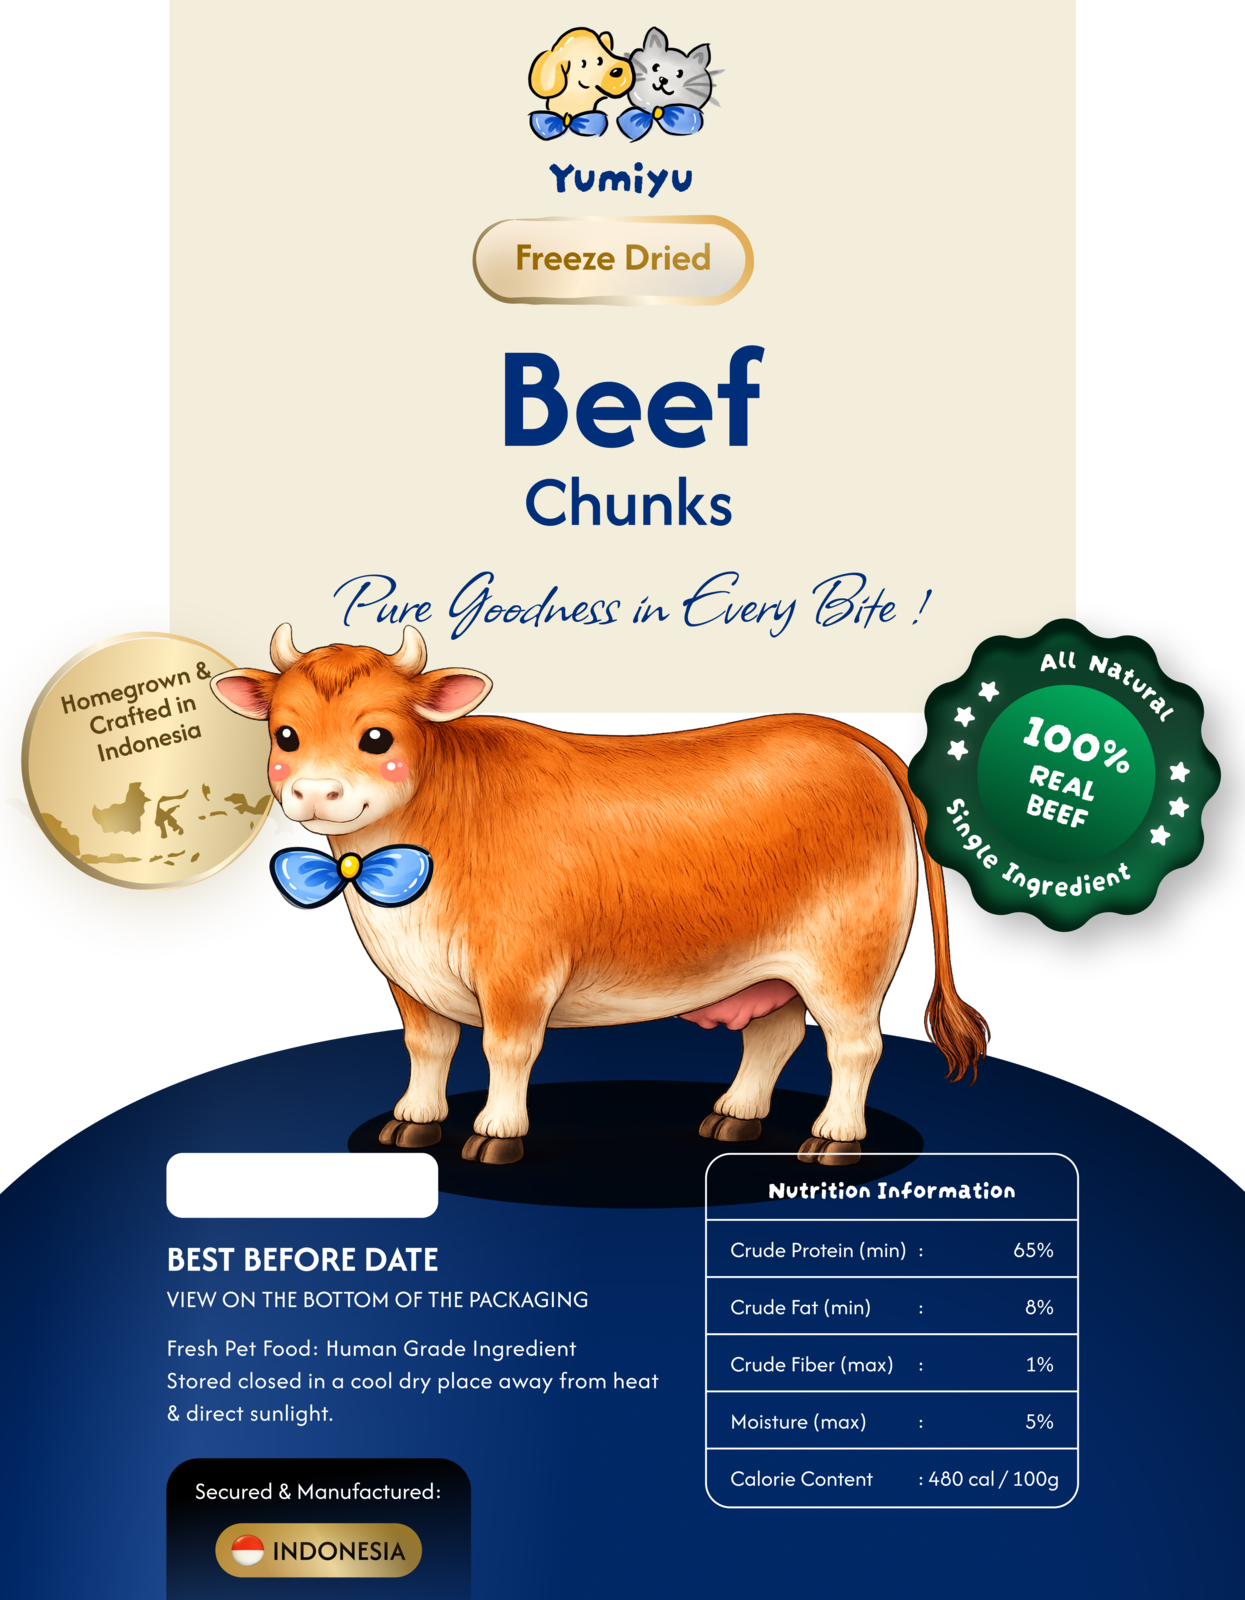 Yumiyu
Freeze Dried
Beef
Chunks
Pure Goodness in Every Bite !
Homegrown &
Crafted in
Indonesia
All Natural
100%
REAL
BEEF
Single Ingredient
BEST BEFORE DATE
VIEW ON THE BOTTOM OF THE PACKAGING
Fresh Pet Food: Human Grade Ingredient
Stored closed in a cool dry place away from heat
& direct sunlight.
Secured & Manufactured:
INDONESIA
Nutrition Information
Crude Protein (min) : 65%
Crude Fat (min) : 8%
Crude Fiber (max) : 1%
Moisture (max) : 5%
Calorie Content : 480 cal / 100g